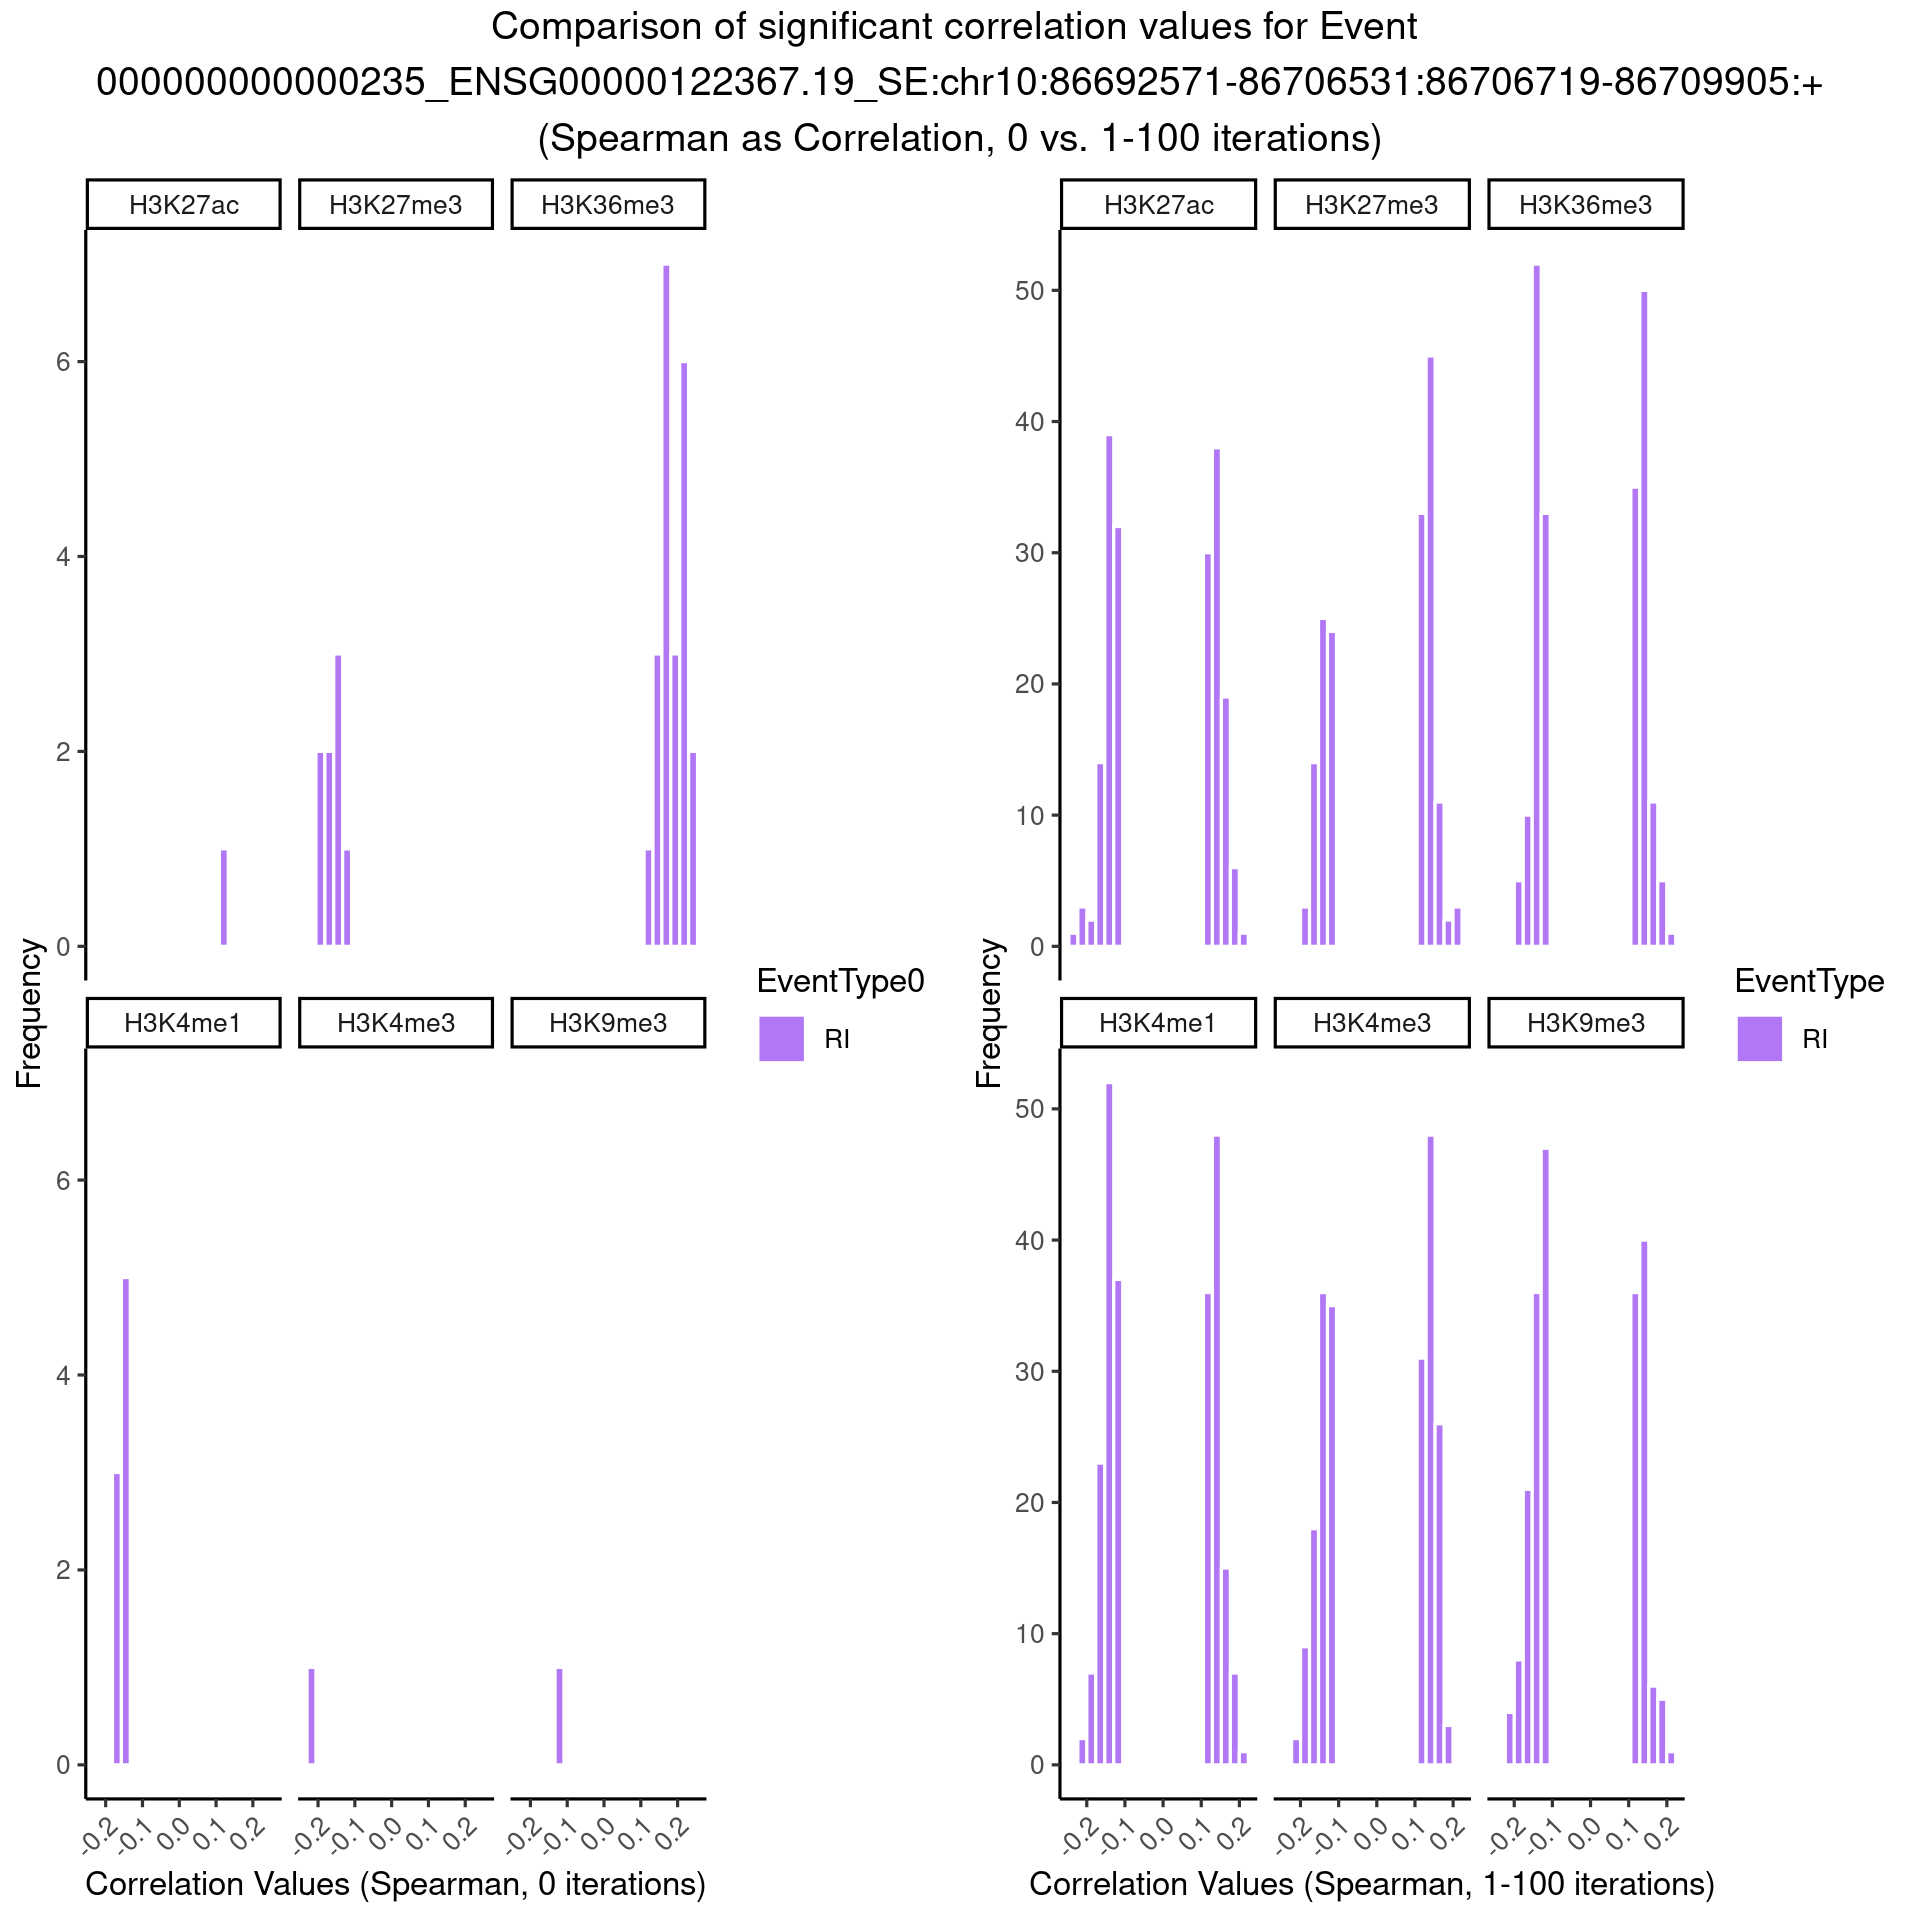 Comparison of significant correlation values for Event
000000000000235_ENSG00000122367.19_SE:chr10:86692571-86706531:86706719-86709905:+
(Spearman as Correlation, 0 vs. 1-100 iterations)
H3K27ac H3K27me3 H3K36me3
6
4
2
0
H3K4me1 H3K4me3 H3K9me3
6
4
2
0
-0.2 -0.1 0.0 0.1 0.2 -0.2 -0.1 0.0 0.1 0.2 -0.2 -0.1 0.0 0.1 0.2
Frequency
Correlation Values (Spearman, 0 iterations)
EventType0
RI
H3K27ac H3K27me3 H3K36me3
50
40
30
20
10
0
H3K4me1 H3K4me3 H3K9me3
50
40
30
20
10
0
-0.2 -0.1 0.0 0.1 0.2 -0.2 -0.1 0.0 0.1 0.2 -0.2 -0.1 0.0 0.1 0.2
Frequency
Correlation Values (Spearman, 1-100 iterations)
EventType
RI